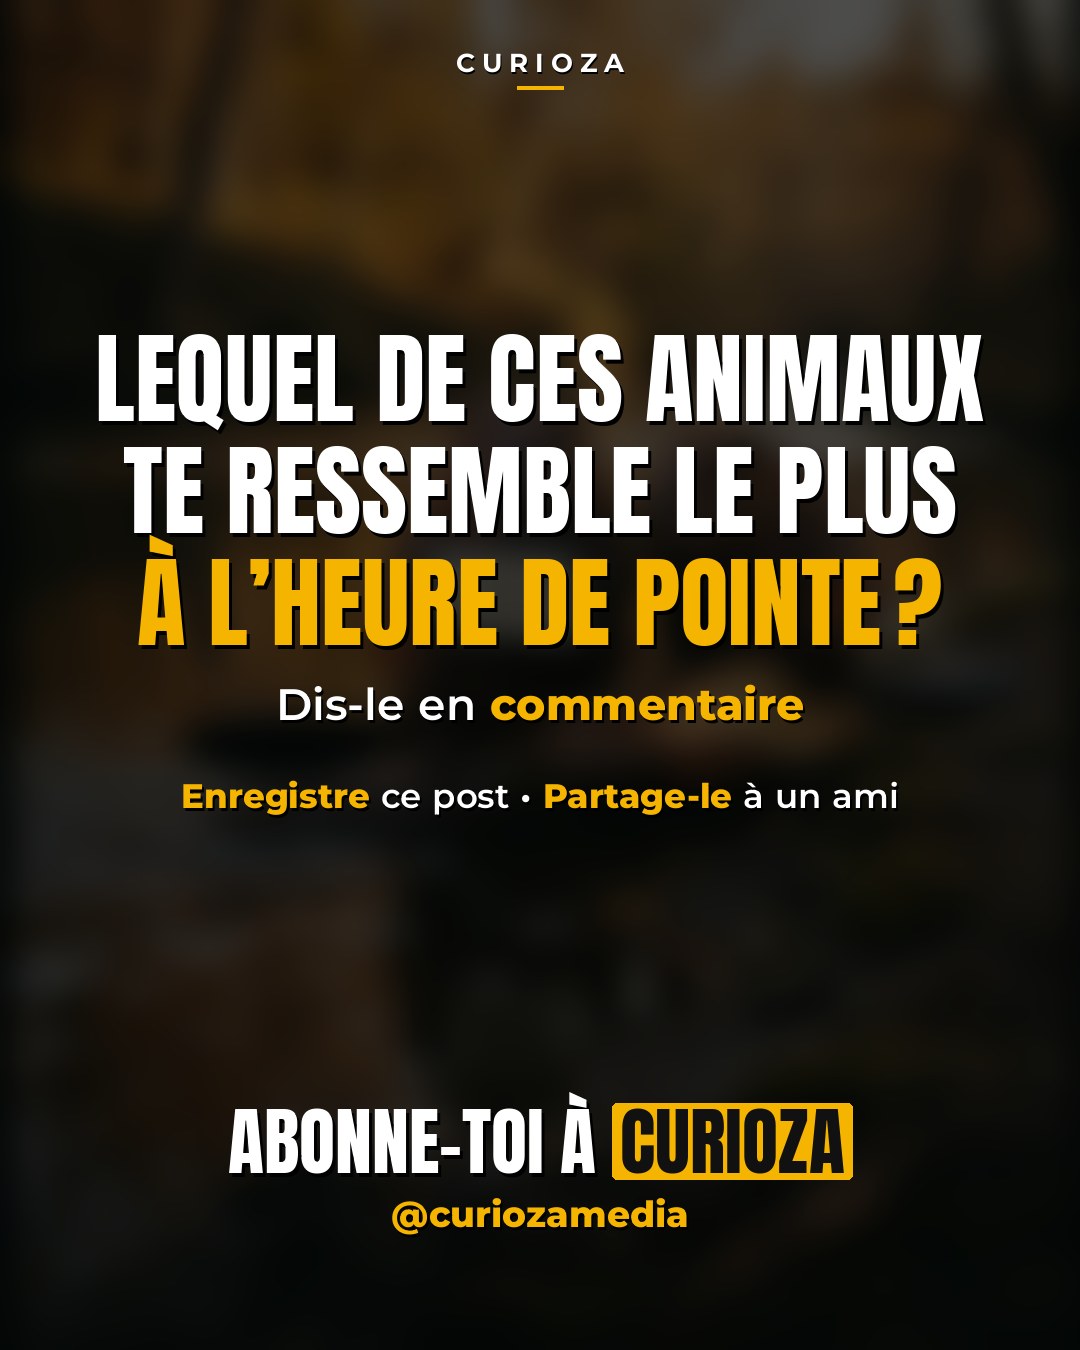 CURIOZA
LEQUEL DE CES ANIMAUX
TE RESSEMBLE LE PLUS
À L’HEURE DE POINTE ?
Dis-le en commentaire
Enregistre ce post • Partage-le à un ami
ABONNE-TOI À CURIOZA
@curiozamedia